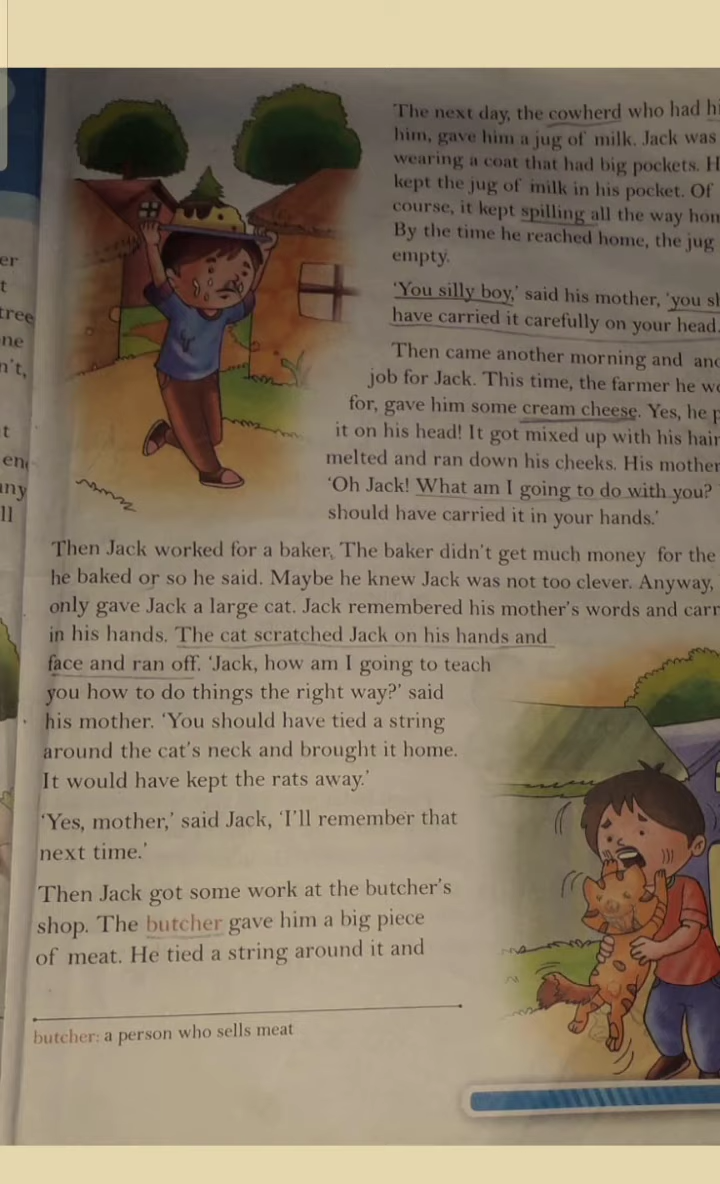 er
t
tree
ne
n't,
t
en
any
ll
The next day, the cowherd who had hi
him, gave him a jug of milk. Jack was
wearing a coat that had big pockets. H
kept the jug of milk in his pocket. Of
course, it kept spilling all the way hom
By the time he reached home, the jug
empty.
'You silly boy,' said his mother, 'you sh
have carried it carefully on your head.
Then came another morning and ano
job for Jack. This time, the farmer he wo
for, gave him some cream cheese. Yes, he p
it on his head! It got mixed up with his hair
melted and ran down his cheeks. His mother
'Oh Jack! What am I going to do with you?
should have carried it in your hands.'
Then Jack worked for a baker. The baker didn't get much money for the
he baked or so he said. Maybe he knew Jack was not too clever. Anyway,
only gave Jack a large cat. Jack remembered his mother's words and carr
in his hands. The cat scratched Jack on his hands and
face and ran off. 'Jack, how am I going to teach
you how to do things the right way?' said
his mother. 'You should have tied a string
around the cat's neck and brought it home.
It would have kept the rats away.'
'Yes, mother,' said Jack, 'I'll remember that
next time.'
Then Jack got some work at the butcher's
shop. The butcher gave him a big piece
of meat. He tied a string around it and
butcher: a person who sells meat